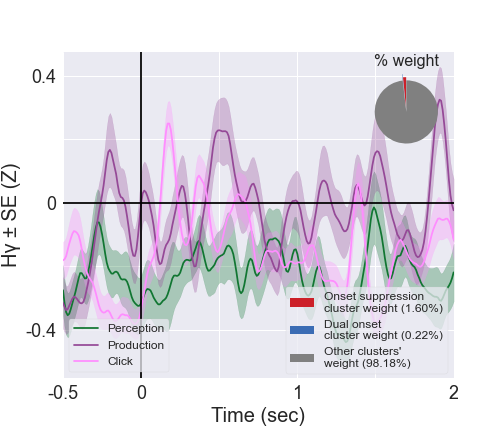 % weight
0.4
0
-0.4
Hγ ± SE (Z)
Perception
Production
Click
Onset suppression
cluster weight (1.60%)
Dual onset
cluster weight (0.22%)
Other clusters'
weight (98.18%)
-0.5
0
1
2
Time (sec)